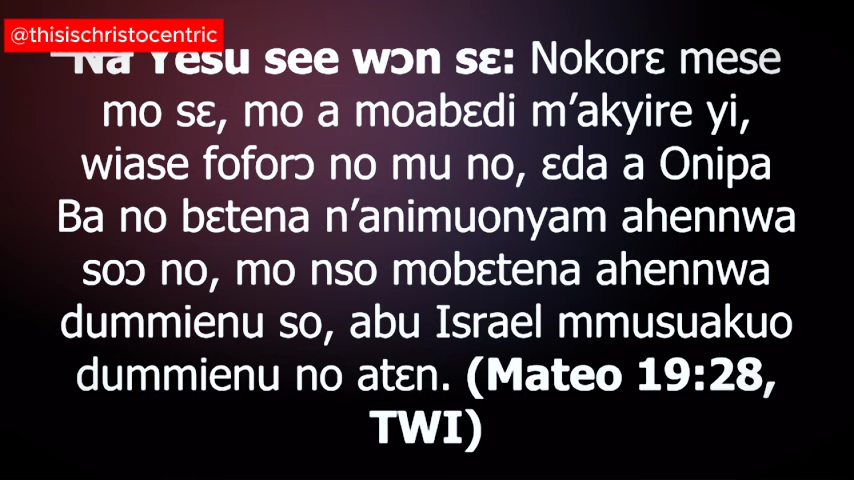 @thisischristocentric
"Na Yesu see wɔn sɛ: Nokorɛ mese
mo sɛ, mo a moabɛdi m’akyire yi,
wiase foforɔ no mu no, ɛda a Onipa
Ba no bɛtena n’animuonyam ahennwa
soɔ no, mo nso mobɛtena ahennwa
dummienu so, abu Israel mmusuakuo
dummienu no atɛn. (Mateo 19:28,
TWI)